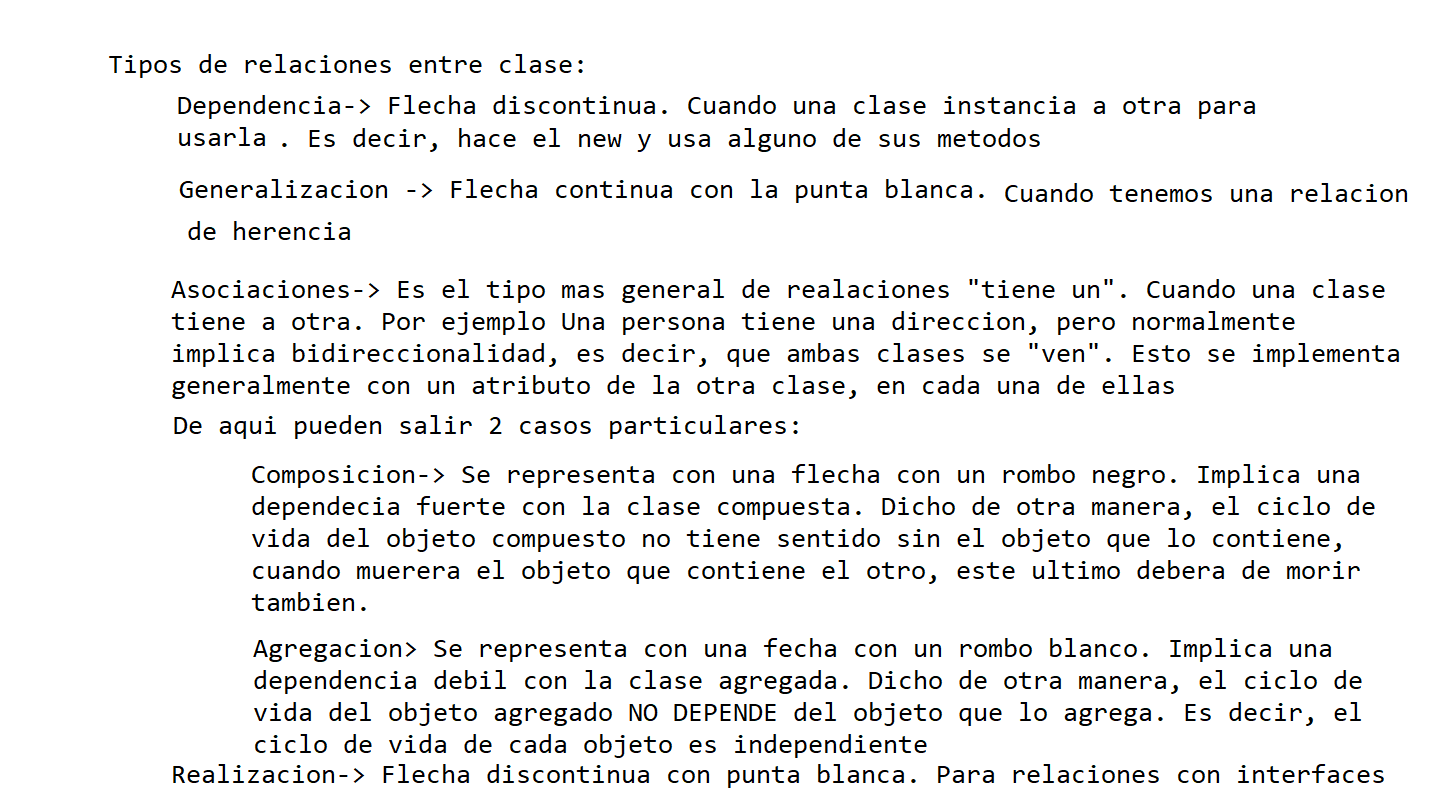 Tipos de relaciones entre clase:
Dependencia-> Flecha discontinua. Cuando una clase instancia a otra para
usarla . Es decir, hace el new y usa alguno de sus metodos
Generalizacion -> Flecha continua con la punta blanca. Cuando tenemos una relacion
de herencia
Asociaciones-> Es el tipo mas general de realaciones "tiene un". Cuando una clase
tiene a otra. Por ejemplo Una persona tiene una direccion, pero normalmente
implica bidireccionalidad, es decir, que ambas clases se "ven". Esto se implementa
generalmente con un atributo de la otra clase, en cada una de ellas
De aqui pueden salir 2 casos particulares:
Composicion-> Se representa con una flecha con un rombo negro. Implica una
dependecia fuerte con la clase compuesta. Dicho de otra manera, el ciclo de
vida del objeto compuesto no tiene sentido sin el objeto que lo contiene,
cuando muerera el objeto que contiene el otro, este ultimo debera de morir
tambien.
Agregacion> Se representa con una fecha con un rombo blanco. Implica una
dependencia debil con la clase agregada. Dicho de otra manera, el ciclo de
vida del objeto agregado NO DEPENDE del objeto que lo agrega. Es decir, el
ciclo de vida de cada objeto es independiente
Realizacion-> Flecha discontinua con punta blanca. Para relaciones con interfaces